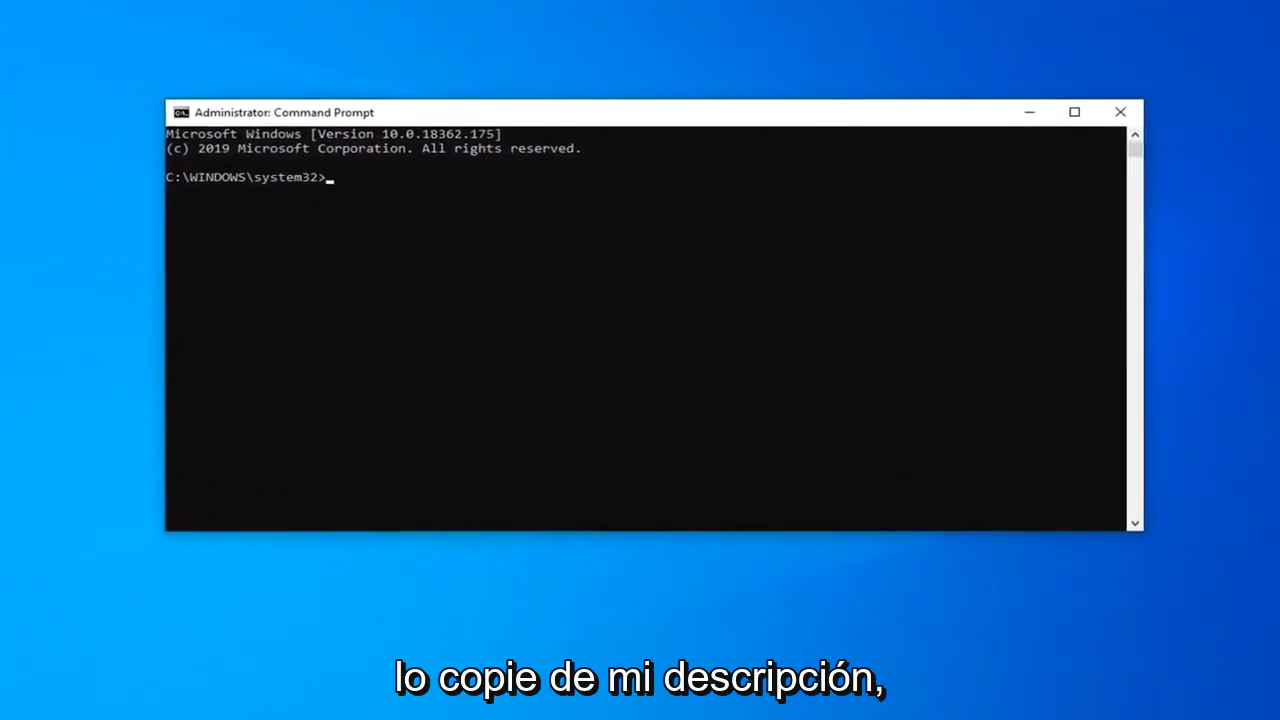 Administrator: Command Prompt
Microsoft Windows [Version 10.0.18362.175]
(c) 2019 Microsoft Corporation. All rights reserved.
C:\WINDOWS\system32>
lo copie de mi descripción,